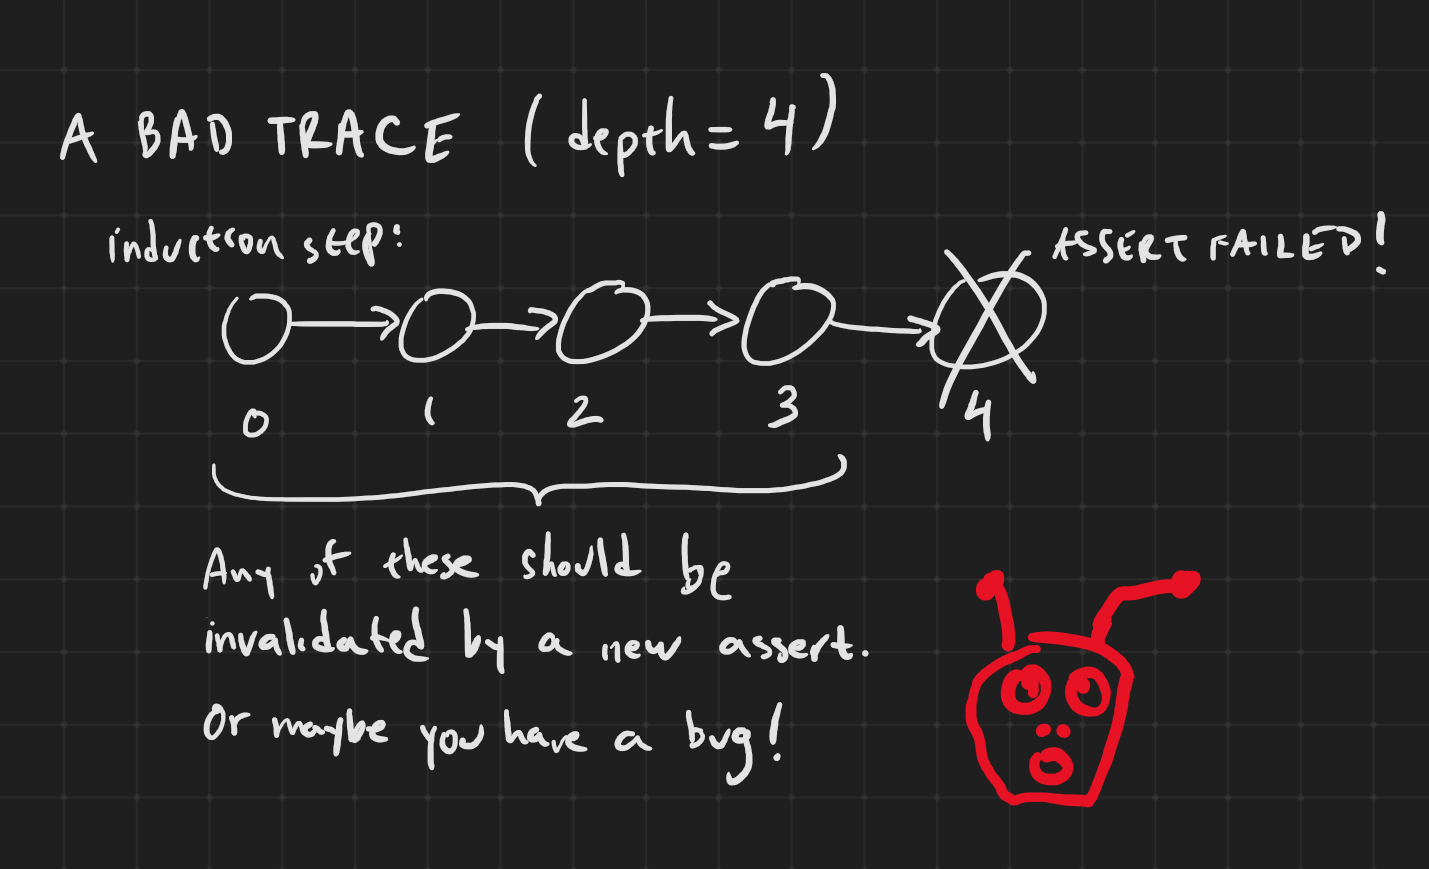 A BAD TRACE (depth = 4)
induction step:
ASSERT FAILED!
0 1 2 3 4
Any of these should be
invalidated by a new assert.
Or maybe you have a bug!